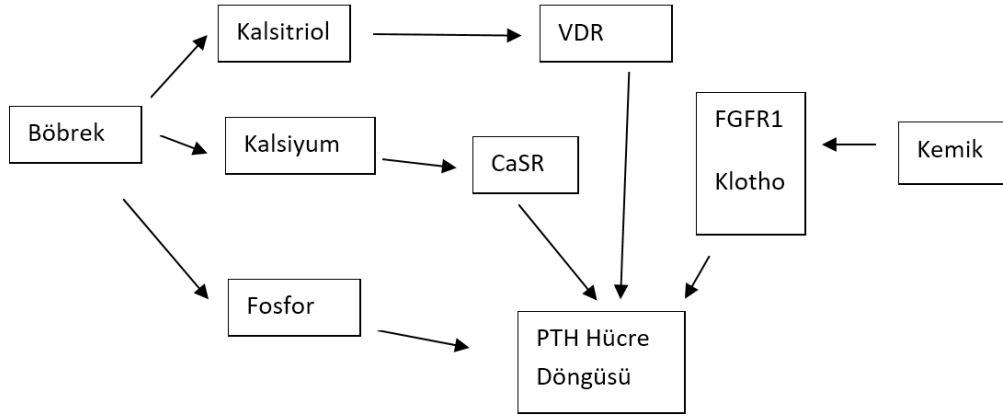 Kalsitriol
VDR
Böbrek
Kalsiyum
CaSR
FGFR1
Klotho
Kemik
Fosfor
PTH Hücre
Döngüsü